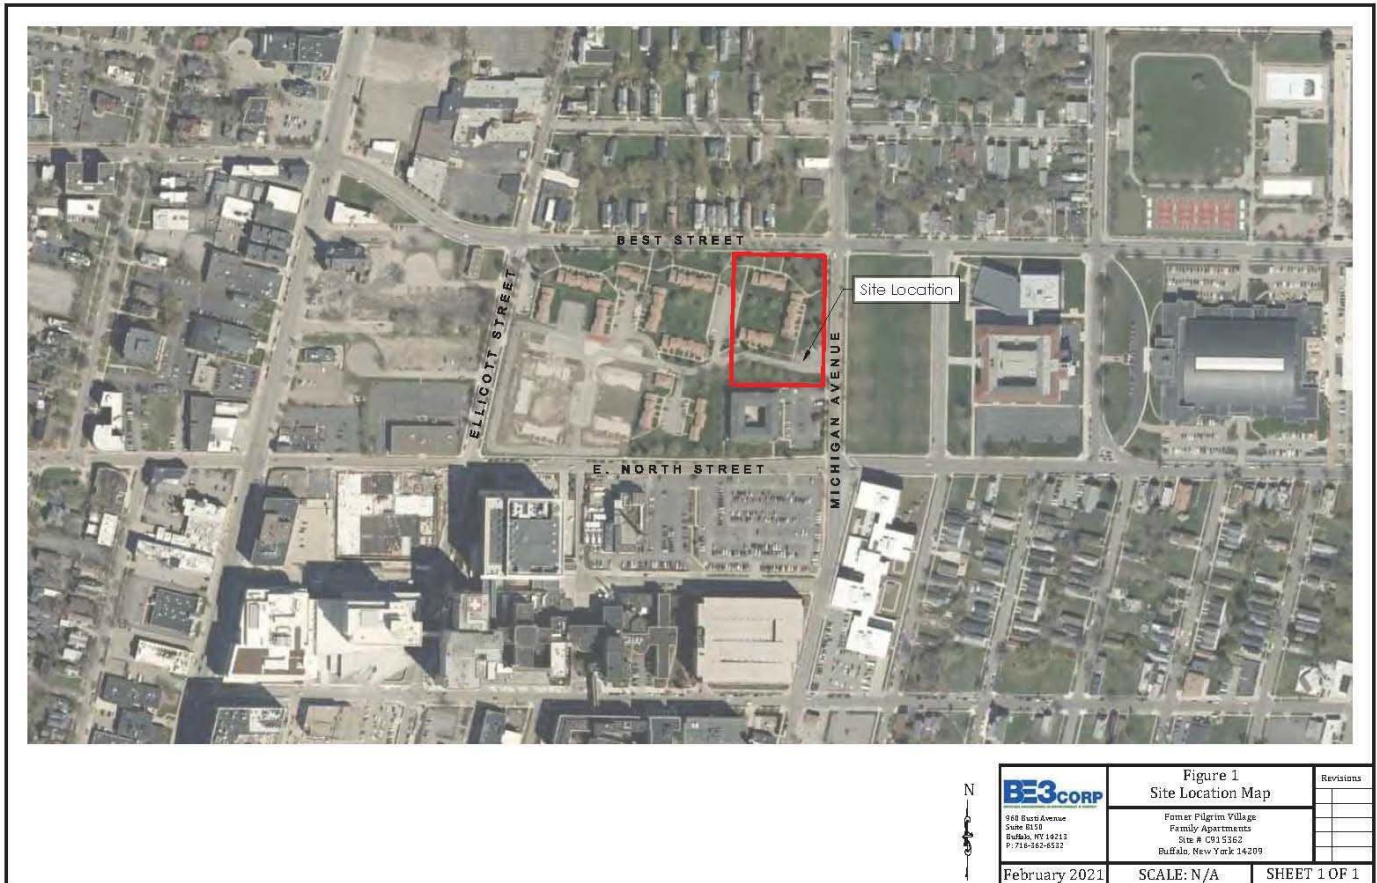 BEST STREET
Site Location
ELLICOTT STREET
MICHIGAN AVENUE
E. NORTH STREET
N
BE3CORP
960 Busti Avenue
Suite B150
Buffalo, NY 14213
P: 716-362-6532
February 2021
Figure 1
Site Location Map
Fomer Pilgrim Village
Family Apartments
Site # C915362
Buffalo, New York 14209
SCALE: N/A
Revisions
SHEET 1 OF 1